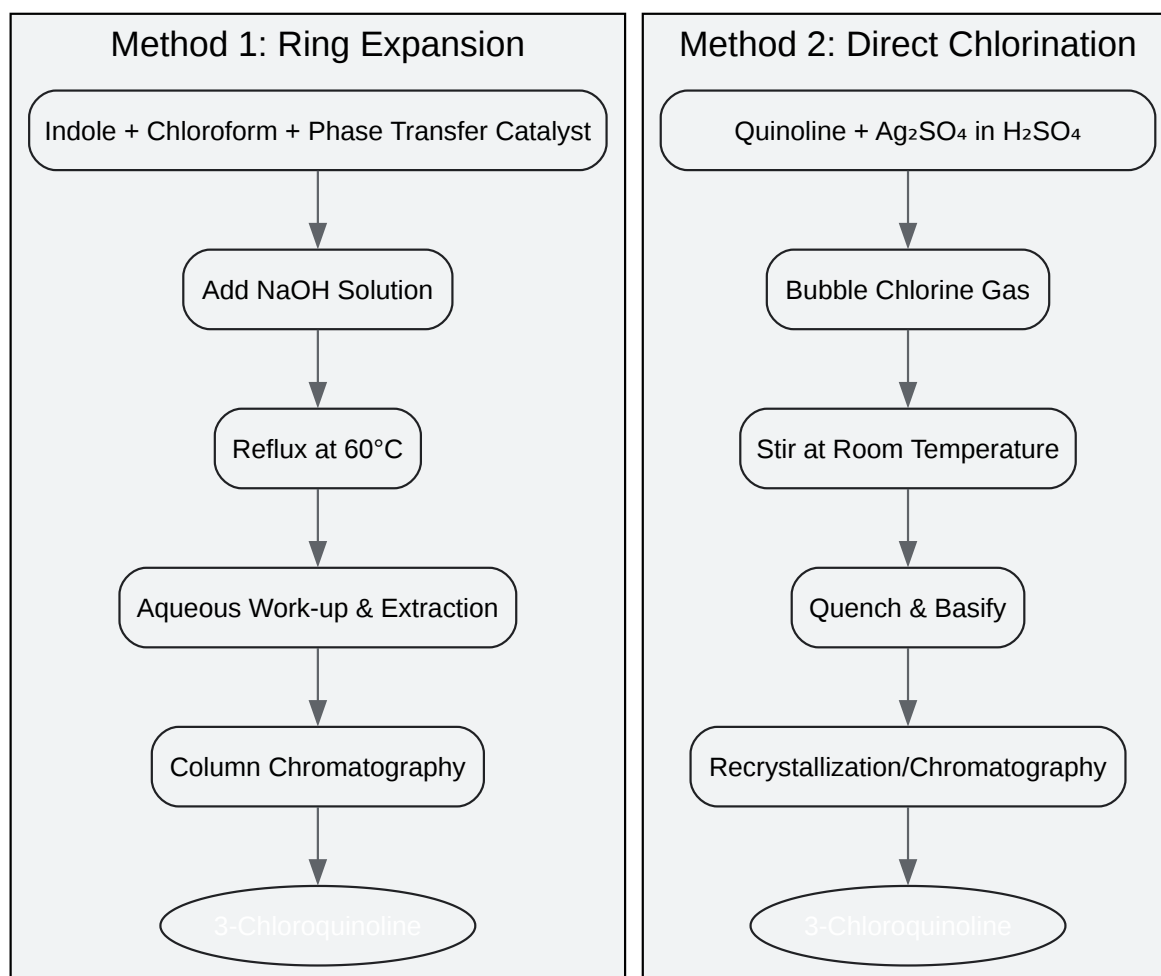 Method 1: Ring Expansion
Indole + Chloroform + Phase Transfer Catalyst
Add NaOH Solution
Reflux at 60°C
Aqueous Work-up & Extraction
Column Chromatography
3-Chloroquinoline
Method 2: Direct Chlorination
Quinoline + Ag₂SO₄ in H₂SO₄
Bubble Chlorine Gas
Stir at Room Temperature
Quench & Basify
Recrystallization/Chromatography
3-Chloroquinoline